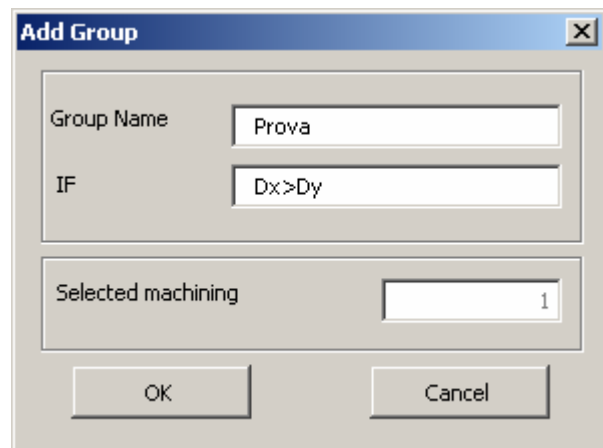 Add Group
Group Name Prova
IF Dx>Dy
Selected machining 1
OK Cancel